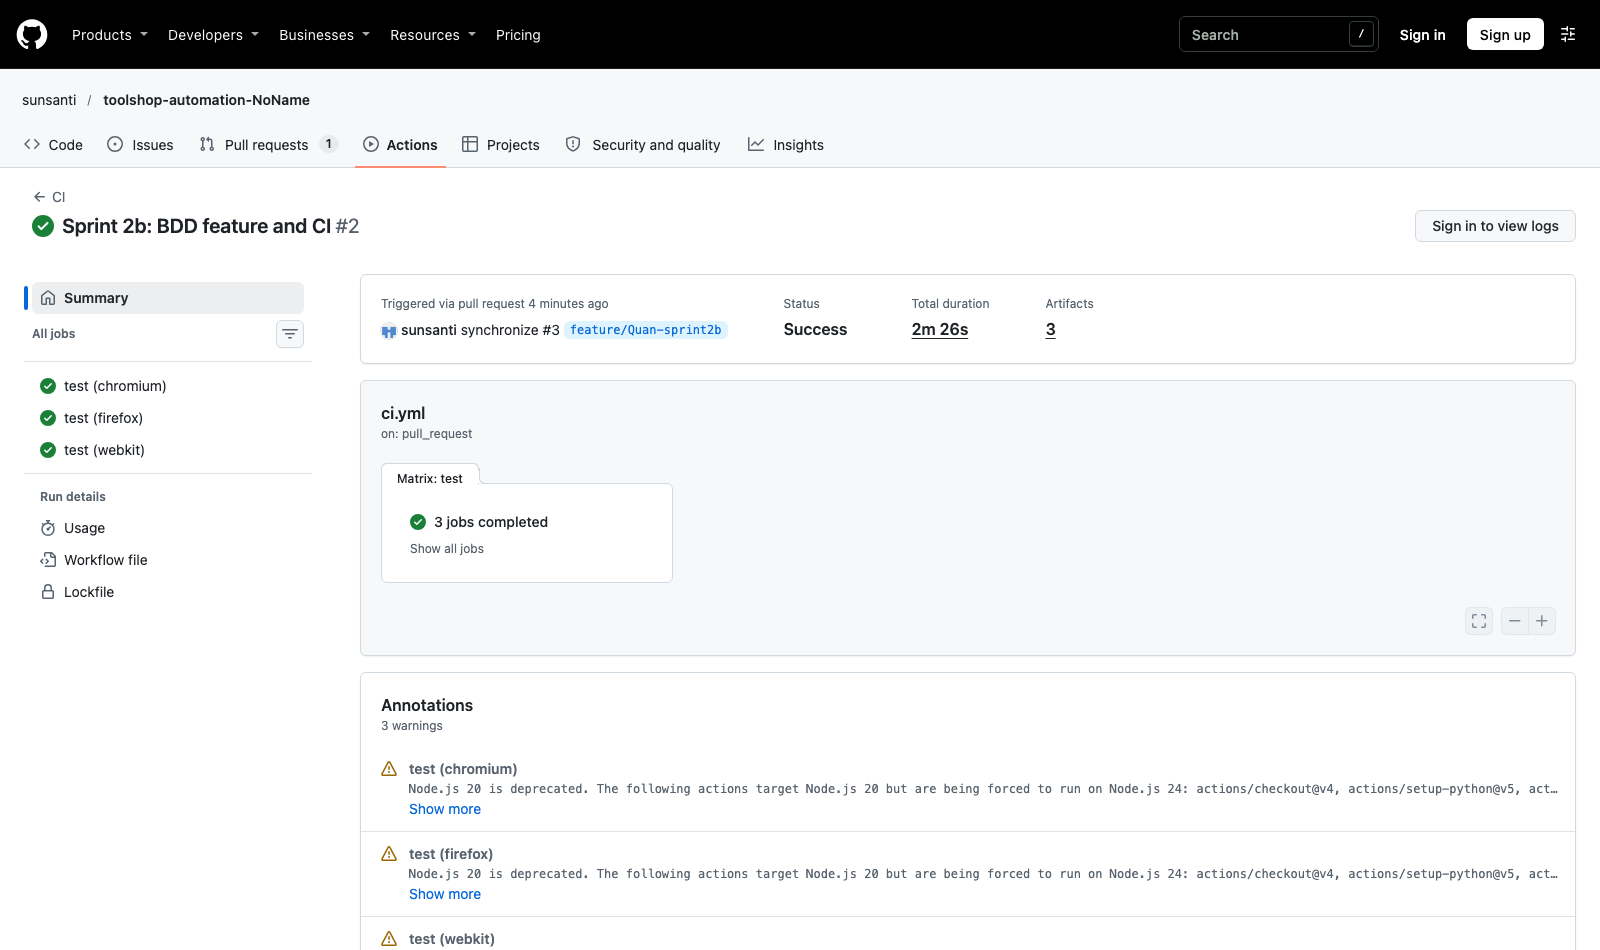 Products Developers Businesses Resources Pricing Search / Sign in Sign up
sunsanti / toolshop-automation-NoName
Code Issues Pull requests 1 Actions Projects Security and quality Insights
CI
Sprint 2b: BDD feature and CI #2
Sign in to view logs
Summary
All jobs
test (chromium)
test (firefox)
test (webkit)
Run details
Usage
Workflow file
Lockfile
Triggered via pull request 4 minutes ago
sunsanti synchronize #3 feature/Quan-sprint2b
Status
Success
Total duration
2m 26s
Artifacts
3
ci.yml
on: pull_request
Matrix: test
3 jobs completed
Show all jobs
Annotations
3 warnings
test (chromium)
Node.js 20 is deprecated. The following actions target Node.js 20 but are being forced to run on Node.js 24: actions/checkout@v4, actions/setup-python@v5, act…
Show more
test (firefox)
Node.js 20 is deprecated. The following actions target Node.js 20 but are being forced to run on Node.js 24: actions/checkout@v4, actions/setup-python@v5, act…
Show more
test (webkit)